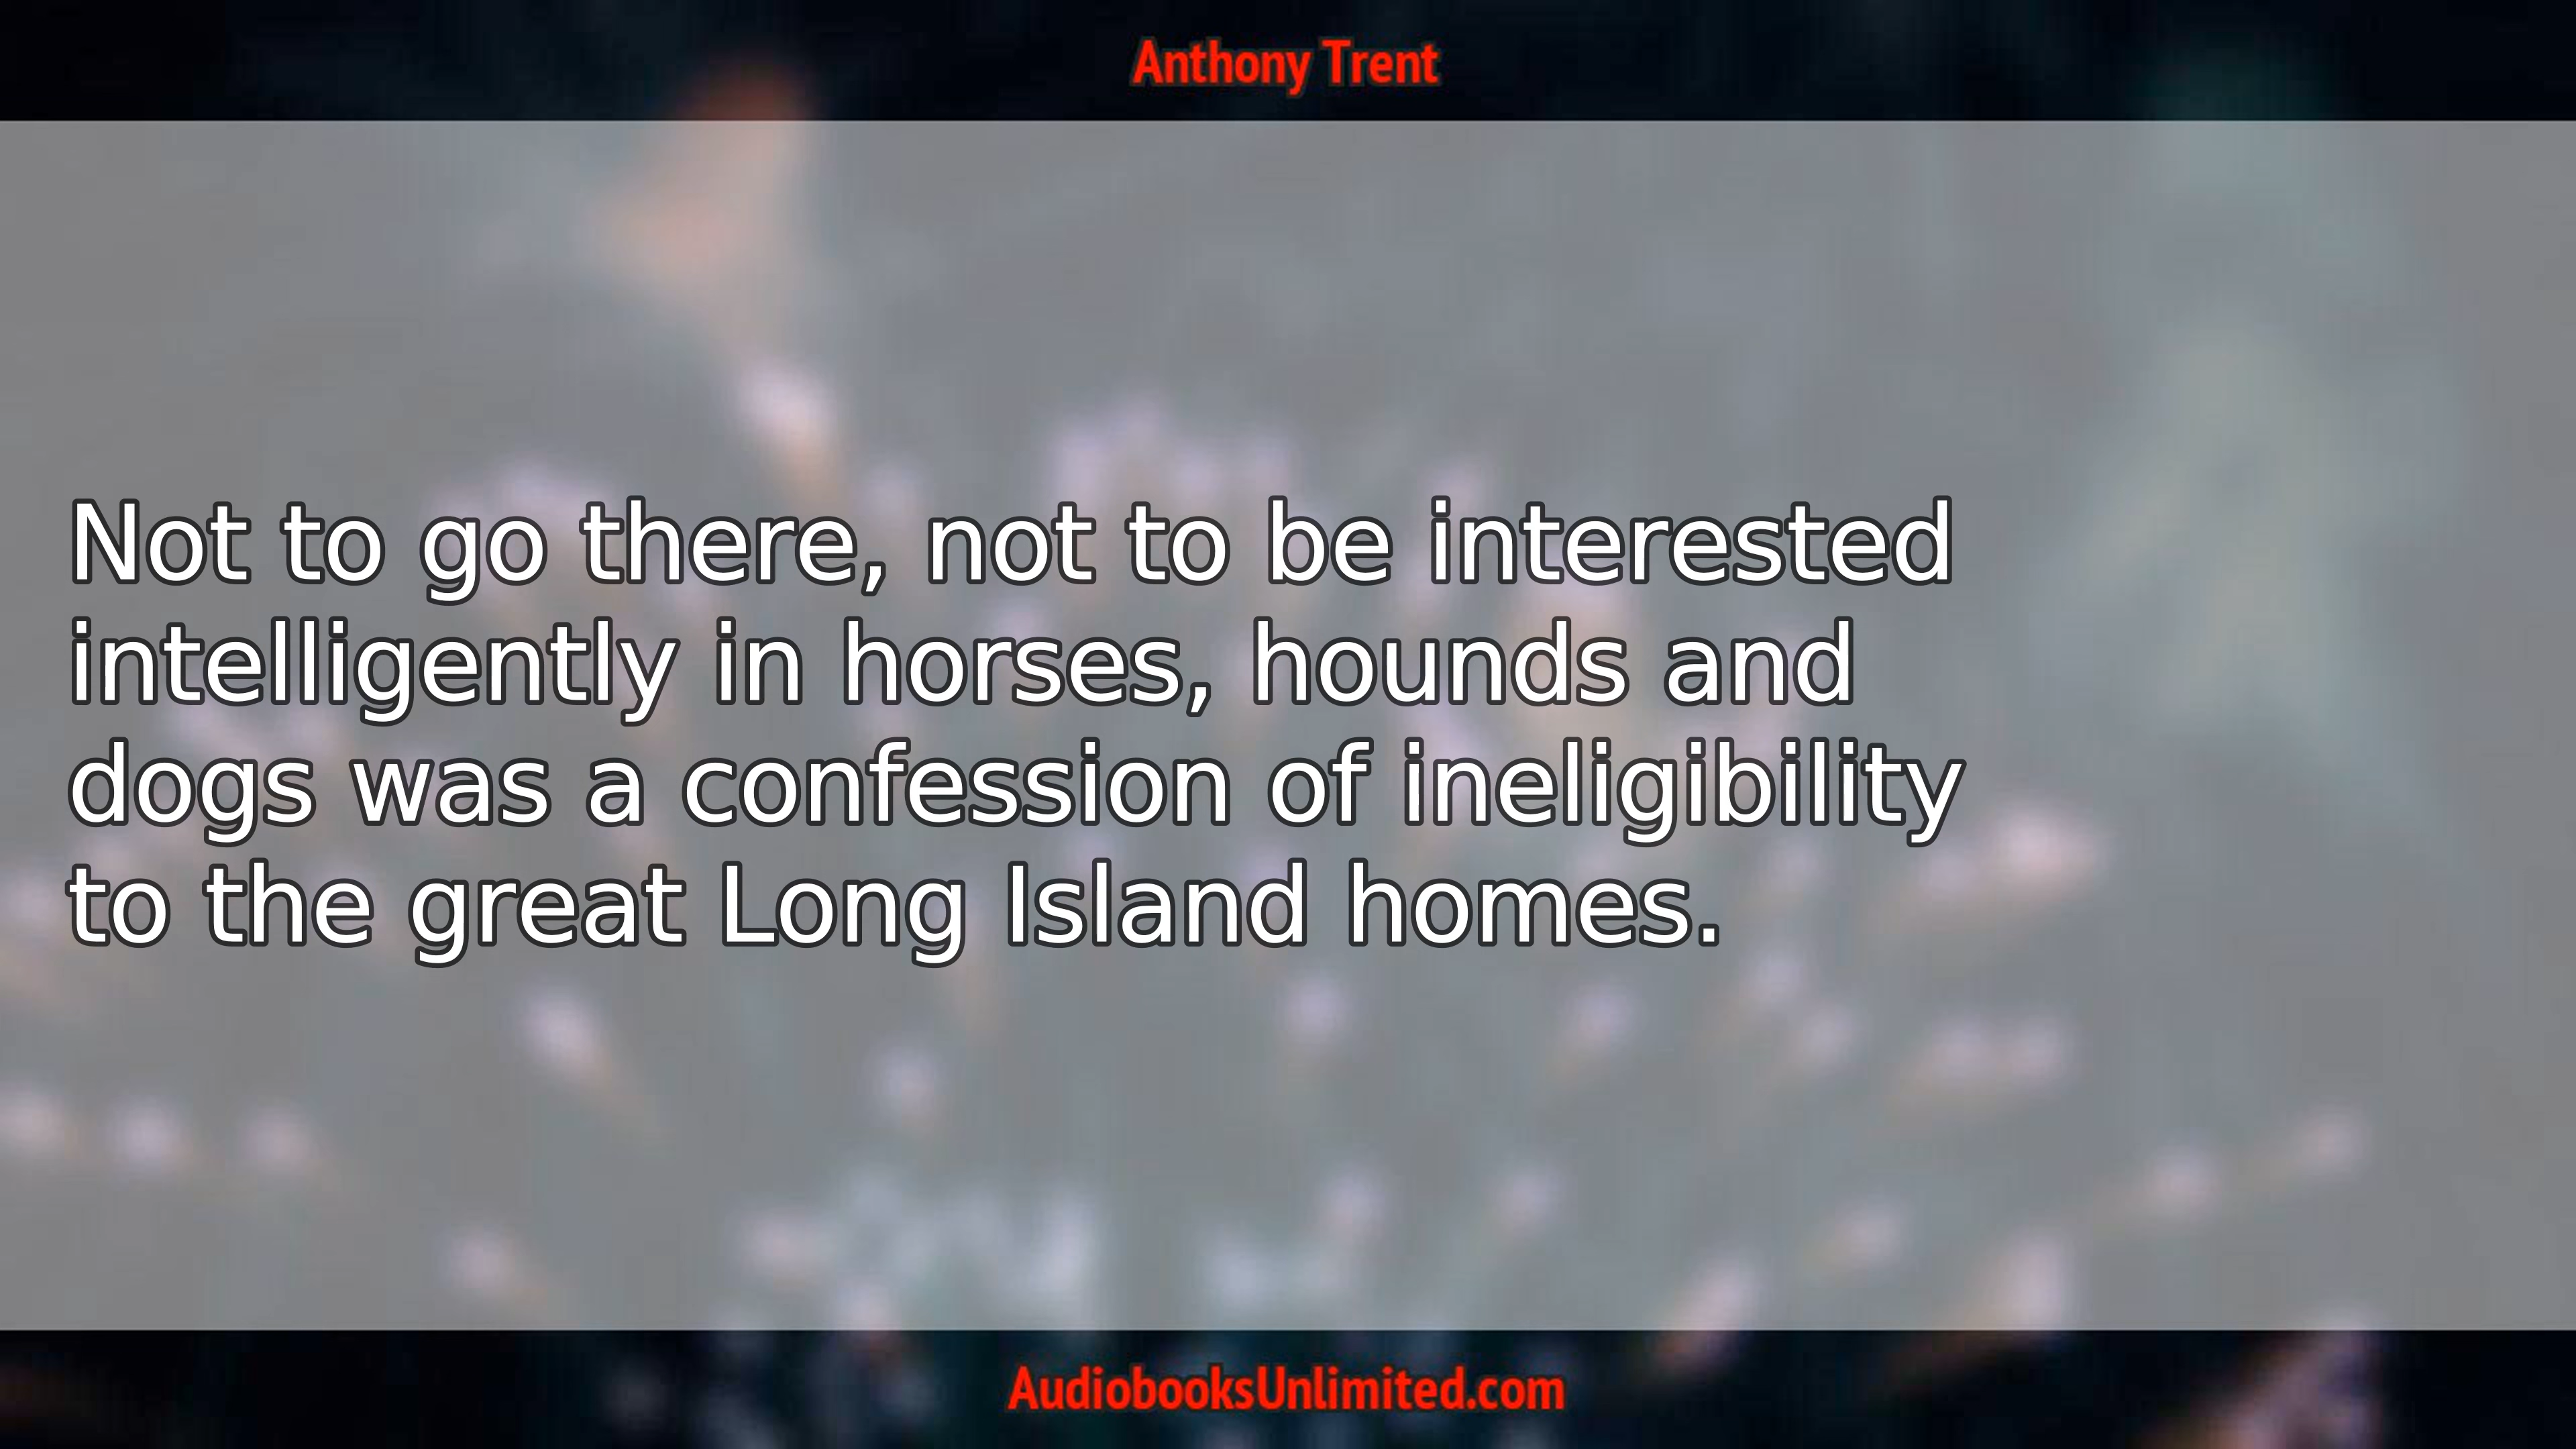 Anthony Trent
Not to go there, not to be interested
intelligently in horses, hounds and
dogs was a confession of ineligibility
to the great Long Island homes.
AudiobooksUnlimited.com